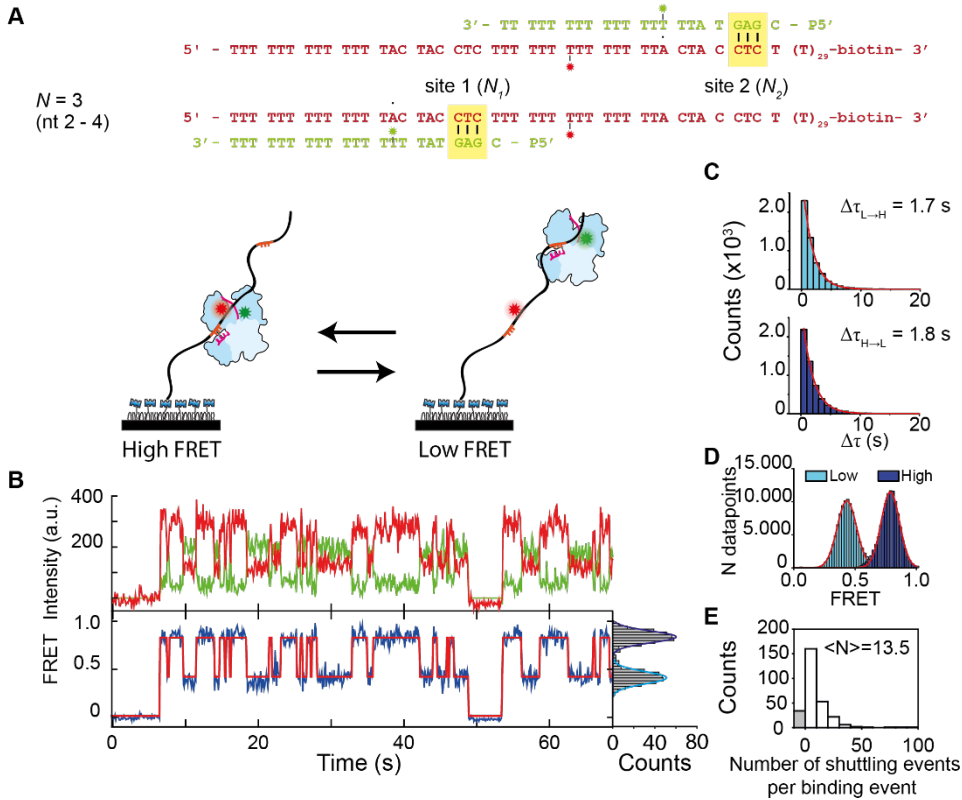 A
3'- TT TTT TTT TTT TTT TTA T GAG C - P5'
5' - TTT TTT TTT TTT TAC TAC CTC TTT TTT TTT TTT TTA CTA C CTC T (T)29-biotin- 3'
site 1 (N1) site 2 (N2)
N = 3
(nt 2 - 4)
5' - TTT TTT TTT TTT TAC TAC CTC TTT TTT TTT TTT TTA CTAC CCT T (T)29-biotin- 3'
3'- TTT TTT TTT TTT TTT TAT GAG C - P5'
High FRET
Low FRET
C
Counts (x10³)
2.0
1.0
0
ΔτL→H = 1.7 s
0 10 20
2.0
1.0
0
ΔτH→L = 1.8 s
0 10 20
Δτ (s)
B
Intensity (a.u.)
400
200
FRET
1.0
0.5
0
0 20 40 60
Time (s)
0 40 80
Counts
D
N datapoints
15.000
10.000
5.000
0
Low High
0.0 0.5 1.0
FRET
E
Counts
200
150
100
50
0
<N>=13.5
0 50 100
Number of shuttling events
per binding event